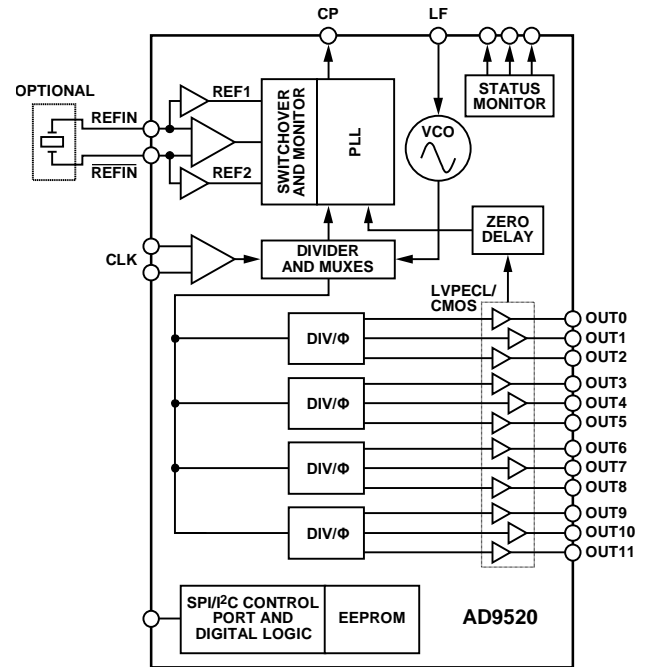 CP
LF
OPTIONAL
REFIN
REFIN
REF1
REF2
SWITCHOVER
AND MONITOR
PLL
VCO
STATUS
MONITOR
ZERO
DELAY
CLK
DIVIDER
AND MUXES
LVPECL/
CMOS
DIV/Φ
OUT0
OUT1
OUT2
DIV/Φ
OUT3
OUT4
OUT5
DIV/Φ
OUT6
OUT7
OUT8
DIV/Φ
OUT9
OUT10
OUT11
SPI/I²C CONTROL
PORT AND
DIGITAL LOGIC
EEPROM
AD9520